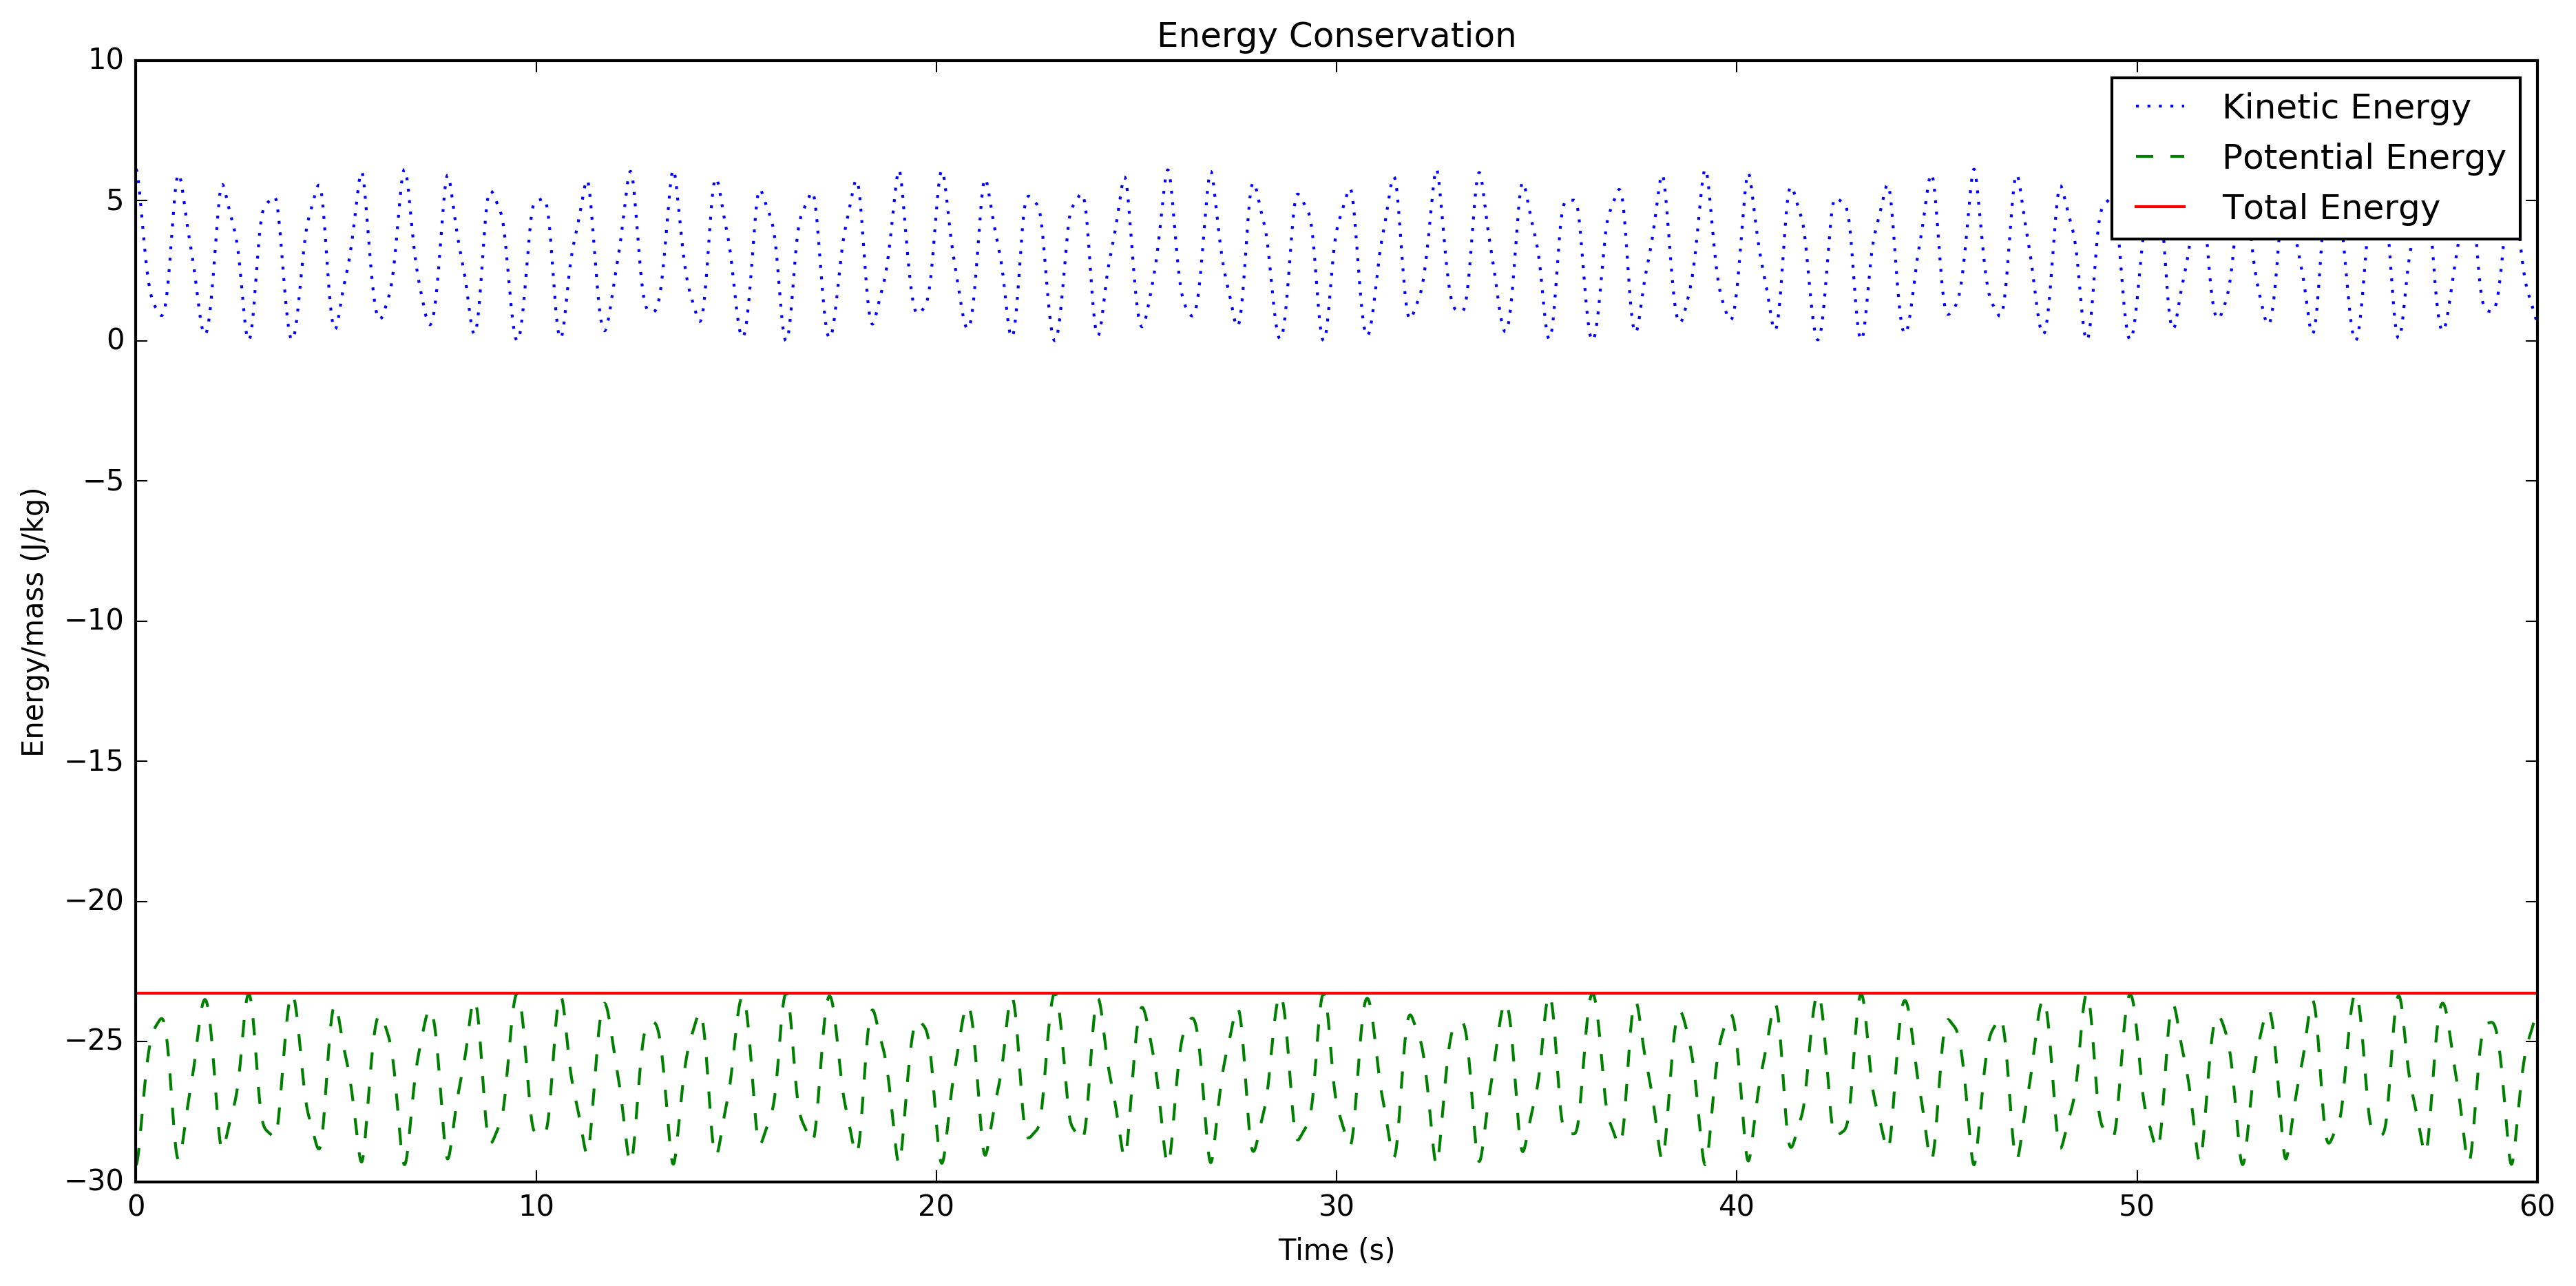 Energy Conservation
10
5
0
−5
−10
−15
−20
−25
−30
Energy/mass (J/kg)
Kinetic Energy
Potential Energy
Total Energy
0 10 20 30 40 50 60
Time (s)